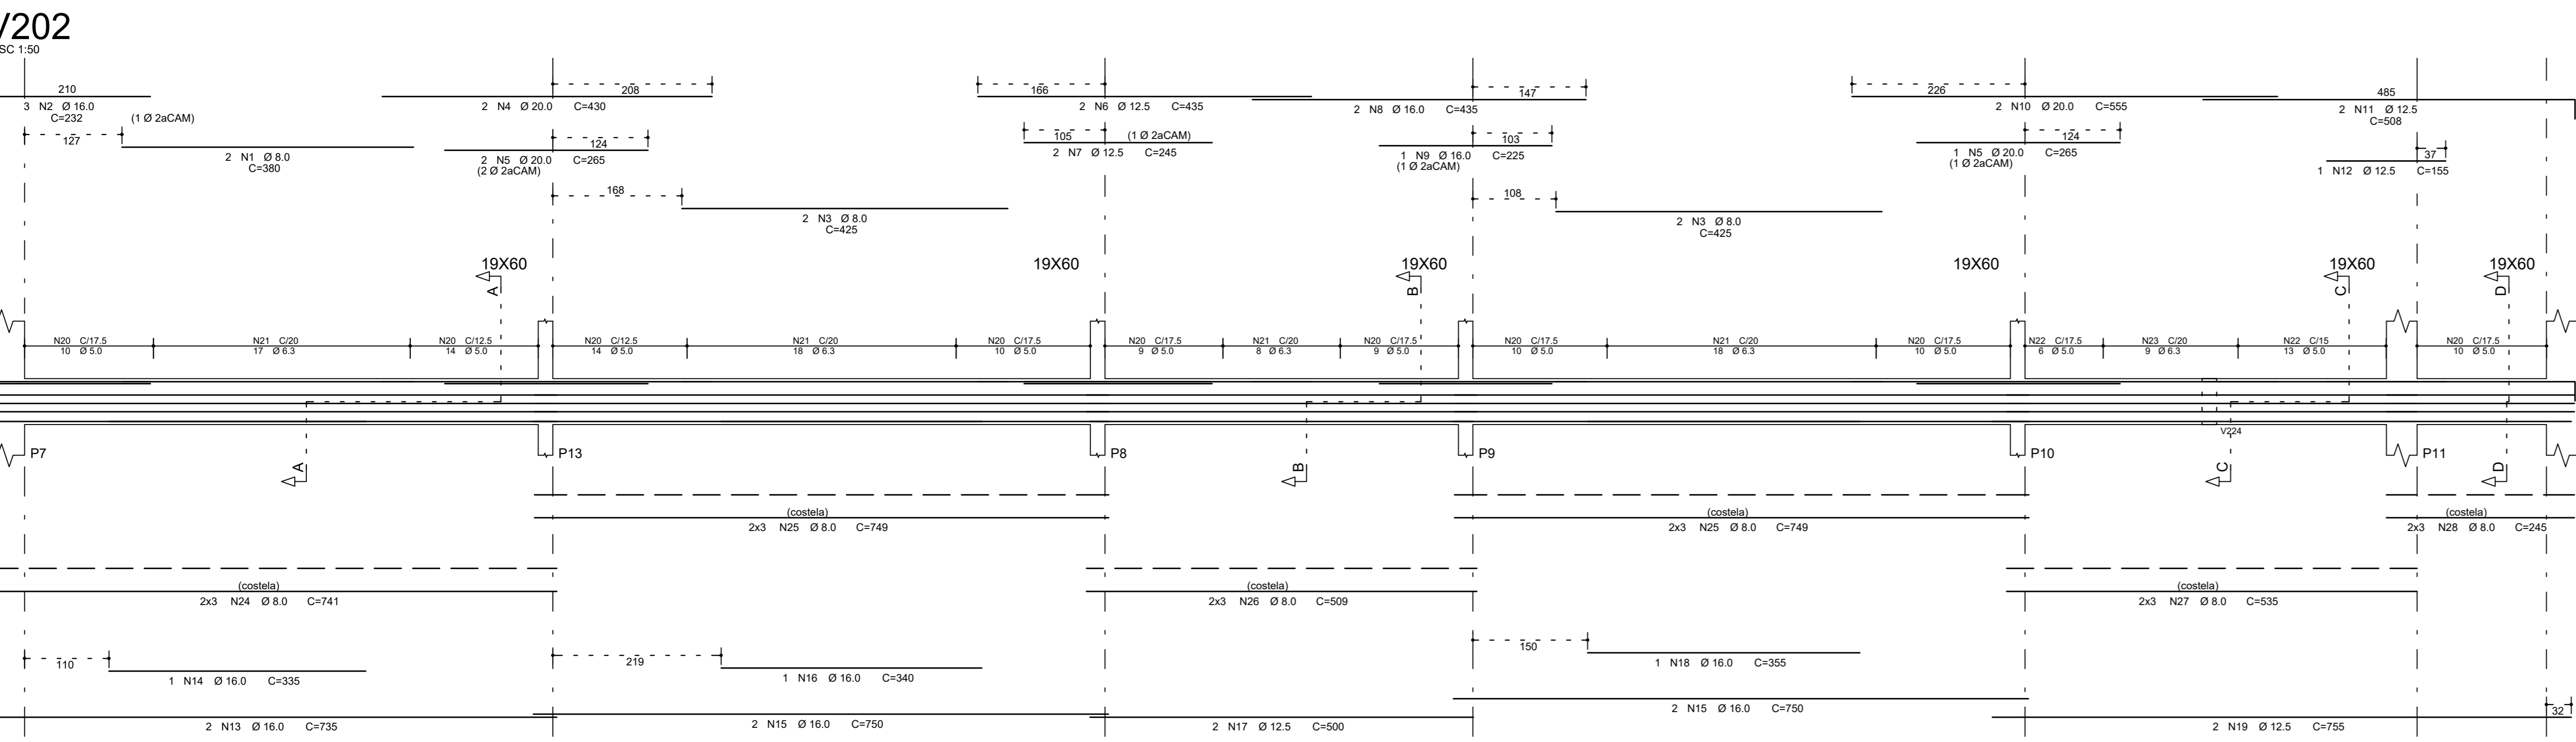 V202
SC 1:50
210
3 N2 Ø 16.0
C=232
(1 Ø 2aCAM)
127
2 N1 Ø 8.0
C=380
208
2 N4 Ø 20.0 C=430
124
2 N5 Ø 20.0 C=265
(2 Ø 2aCAM)
168
2 N3 Ø 8.0
C=425
166
2 N6 Ø 12.5 C=435
105
(1 Ø 2aCAM)
2 N7 Ø 12.5 C=245
147
2 N8 Ø 16.0 C=435
103
1 N9 Ø 16.0 C=225
(1 Ø 2aCAM)
108
2 N3 Ø 8.0
C=425
226
2 N10 Ø 20.0 C=555
124
1 N5 Ø 20.0 C=265
(1 Ø 2aCAM)
485
2 N11 Ø 12.5
C=508
37
1 N12 Ø 12.5 C=155
19X60
19X60
19X60
19X60
19X60
19X60
A
B
C
D
N20 C/17.5
10 Ø 5.0
N21 C/20
17 Ø 6.3
N20 C/12.5
14 Ø 5.0
N20 C/12.5
14 Ø 5.0
N21 C/20
18 Ø 6.3
N20 C/17.5
10 Ø 5.0
N20 C/17.5
9 Ø 5.0
N21 C/20
8 Ø 6.3
N20 C/17.5
9 Ø 5.0
N20 C/17.5
10 Ø 5.0
N21 C/20
18 Ø 6.3
N20 C/17.5
10 Ø 5.0
N22 C/17.5
6 Ø 5.0
N23 C/20
9 Ø 6.3
N22 C/15
13 Ø 5.0
N20 C/17.5
10 Ø 5.0
V224
P7
P13
P8
P9
P10
P11
A
B
C
D
(costela)
2x3 N25 Ø 8.0 C=749
(costela)
2x3 N25 Ø 8.0 C=749
(costela)
2x3 N28 Ø 8.0 C=245
(costela)
2x3 N24 Ø 8.0 C=741
(costela)
2x3 N26 Ø 8.0 C=509
(costela)
2x3 N27 Ø 8.0 C=535
110
1 N14 Ø 16.0 C=335
219
1 N16 Ø 16.0 C=340
150
1 N18 Ø 16.0 C=355
2 N13 Ø 16.0 C=735
2 N15 Ø 16.0 C=750
2 N17 Ø 12.5 C=500
2 N15 Ø 16.0 C=750
32
2 N19 Ø 12.5 C=755